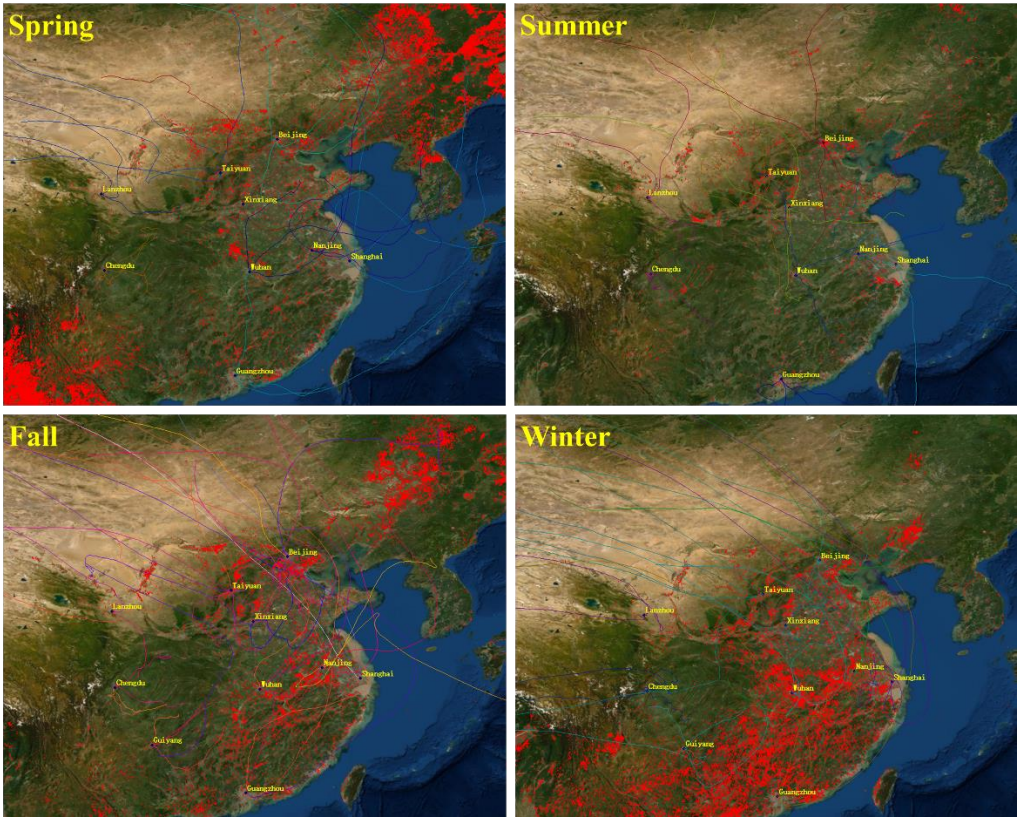 Spring
Beijing
Taiyuan
Lanzhou
Xinxiang
Nanjing
Shanghai
Chengdu
Wuhan
Guangzhou
Summer
Beijing
Taiyuan
Lanzhou
Xinxiang
Nanjing
Shanghai
Chengdu
Wuhan
Guangzhou
Fall
Beijing
Taiyuan
Lanzhou
Xinxiang
Nanjing
Shanghai
Chengdu
Wuhan
Guiyang
Guangzhou
Winter
Beijing
Taiyuan
Lanzhou
Xinxiang
Nanjing
Shanghai
Chengdu
Wuhan
Guiyang
Guangzhou